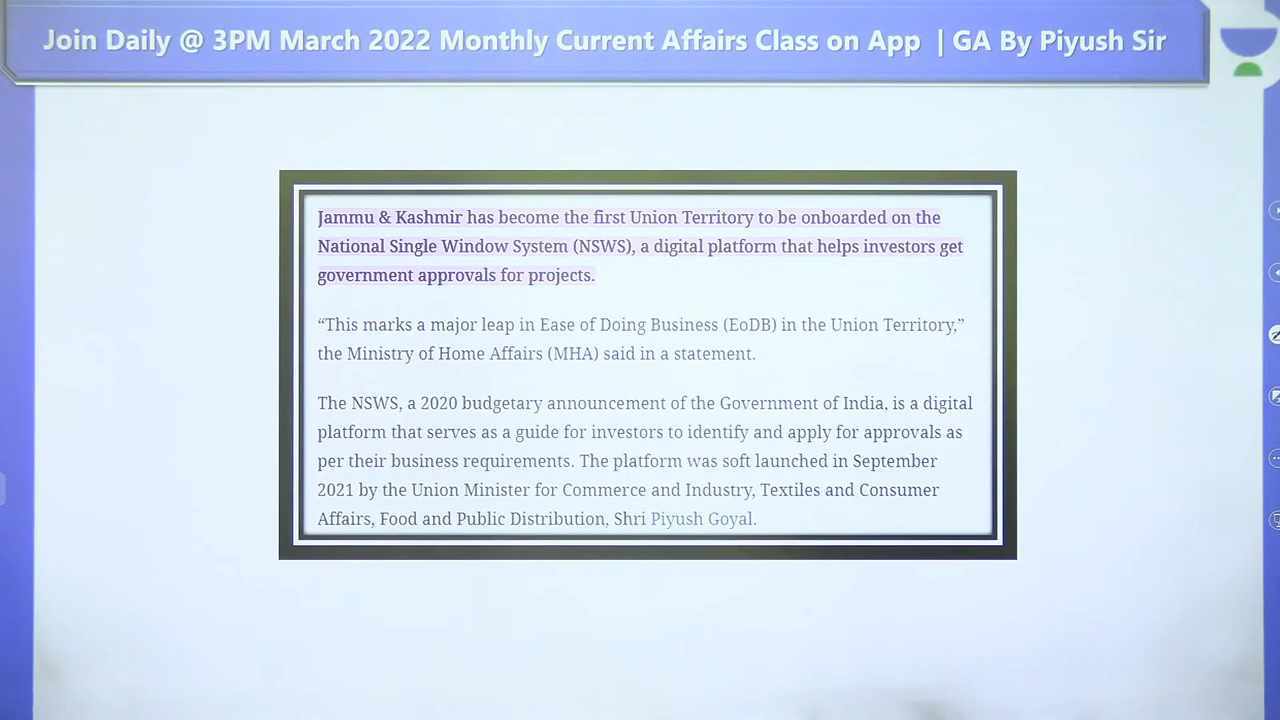 Join Daily @ 3PM March 2022 Monthly Current Affairs Class on App | GA By Piyush Sir
Jammu & Kashmir has become the first Union Territory to be onboarded on the
National Single Window System (NSWS), a digital platform that helps investors get
government approvals for projects.
“This marks a major leap in Ease of Doing Business (EoDB) in the Union Territory,”
the Ministry of Home Affairs (MHA) said in a statement.
The NSWS, a 2020 budgetary announcement of the Government of India, is a digital
platform that serves as a guide for investors to identify and apply for approvals as
per their business requirements. The platform was soft launched in September
2021 by the Union Minister for Commerce and Industry, Textiles and Consumer
Affairs, Food and Public Distribution, Shri Piyush Goyal.